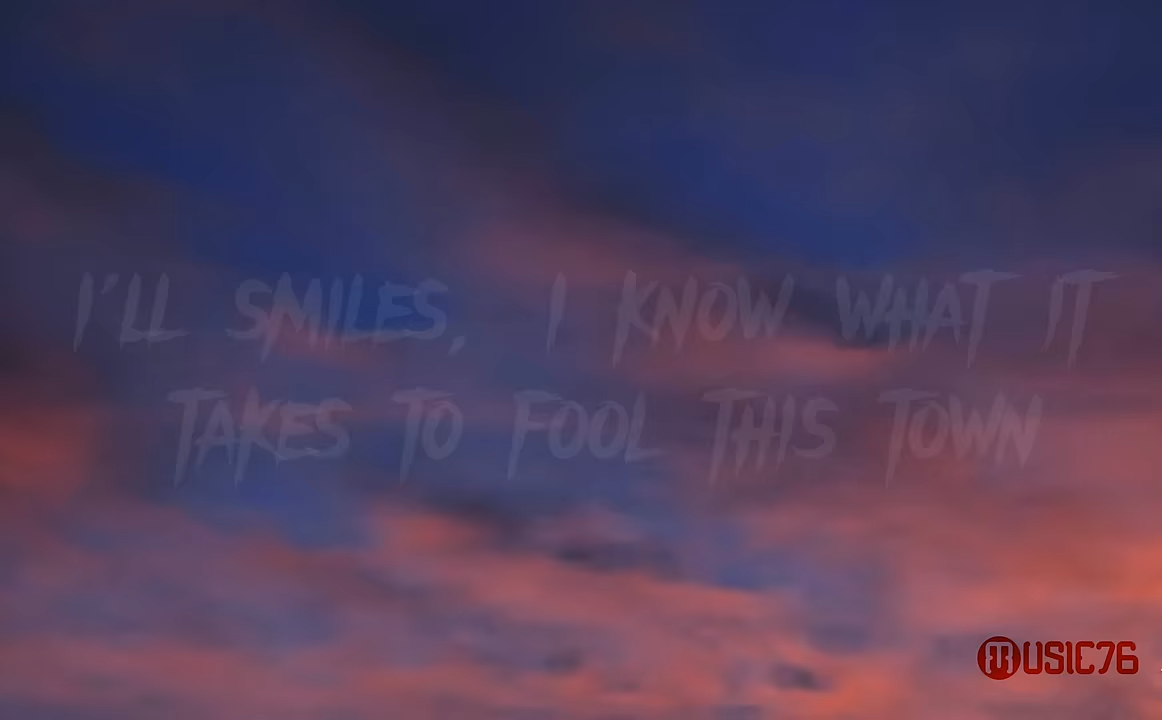 I'LL SMILES, I KNOW WHAT IT
TAKES TO FOOL THIS TOWN
MUSIC76